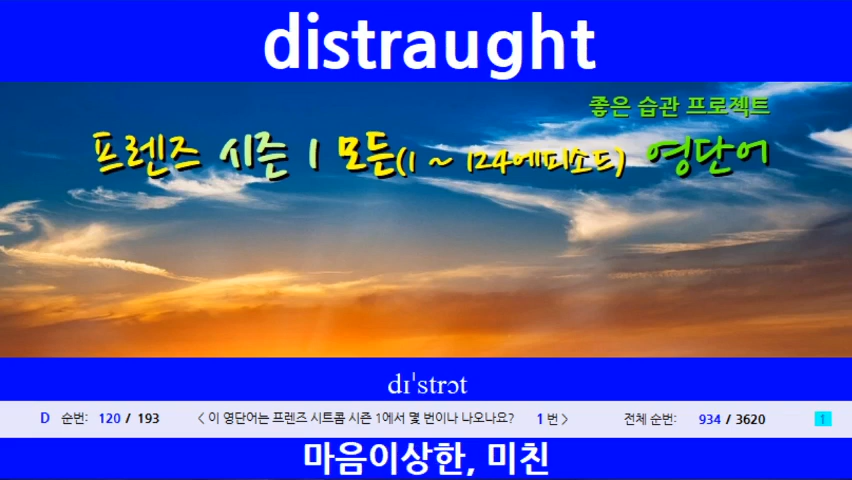 distraught
좋은 습관 프로젝트
프렌즈 시즌 1 모든(1 ~ 124에피소드) 영단어
dɪˈstrɔt
D 순번: 120 / 193 < 이 영단어는 프렌즈 시트콤 시즌 1에서 몇 번이나 나오나요? 1 번 > 전체 순번: 934 / 3620 1
마음이상한, 미친